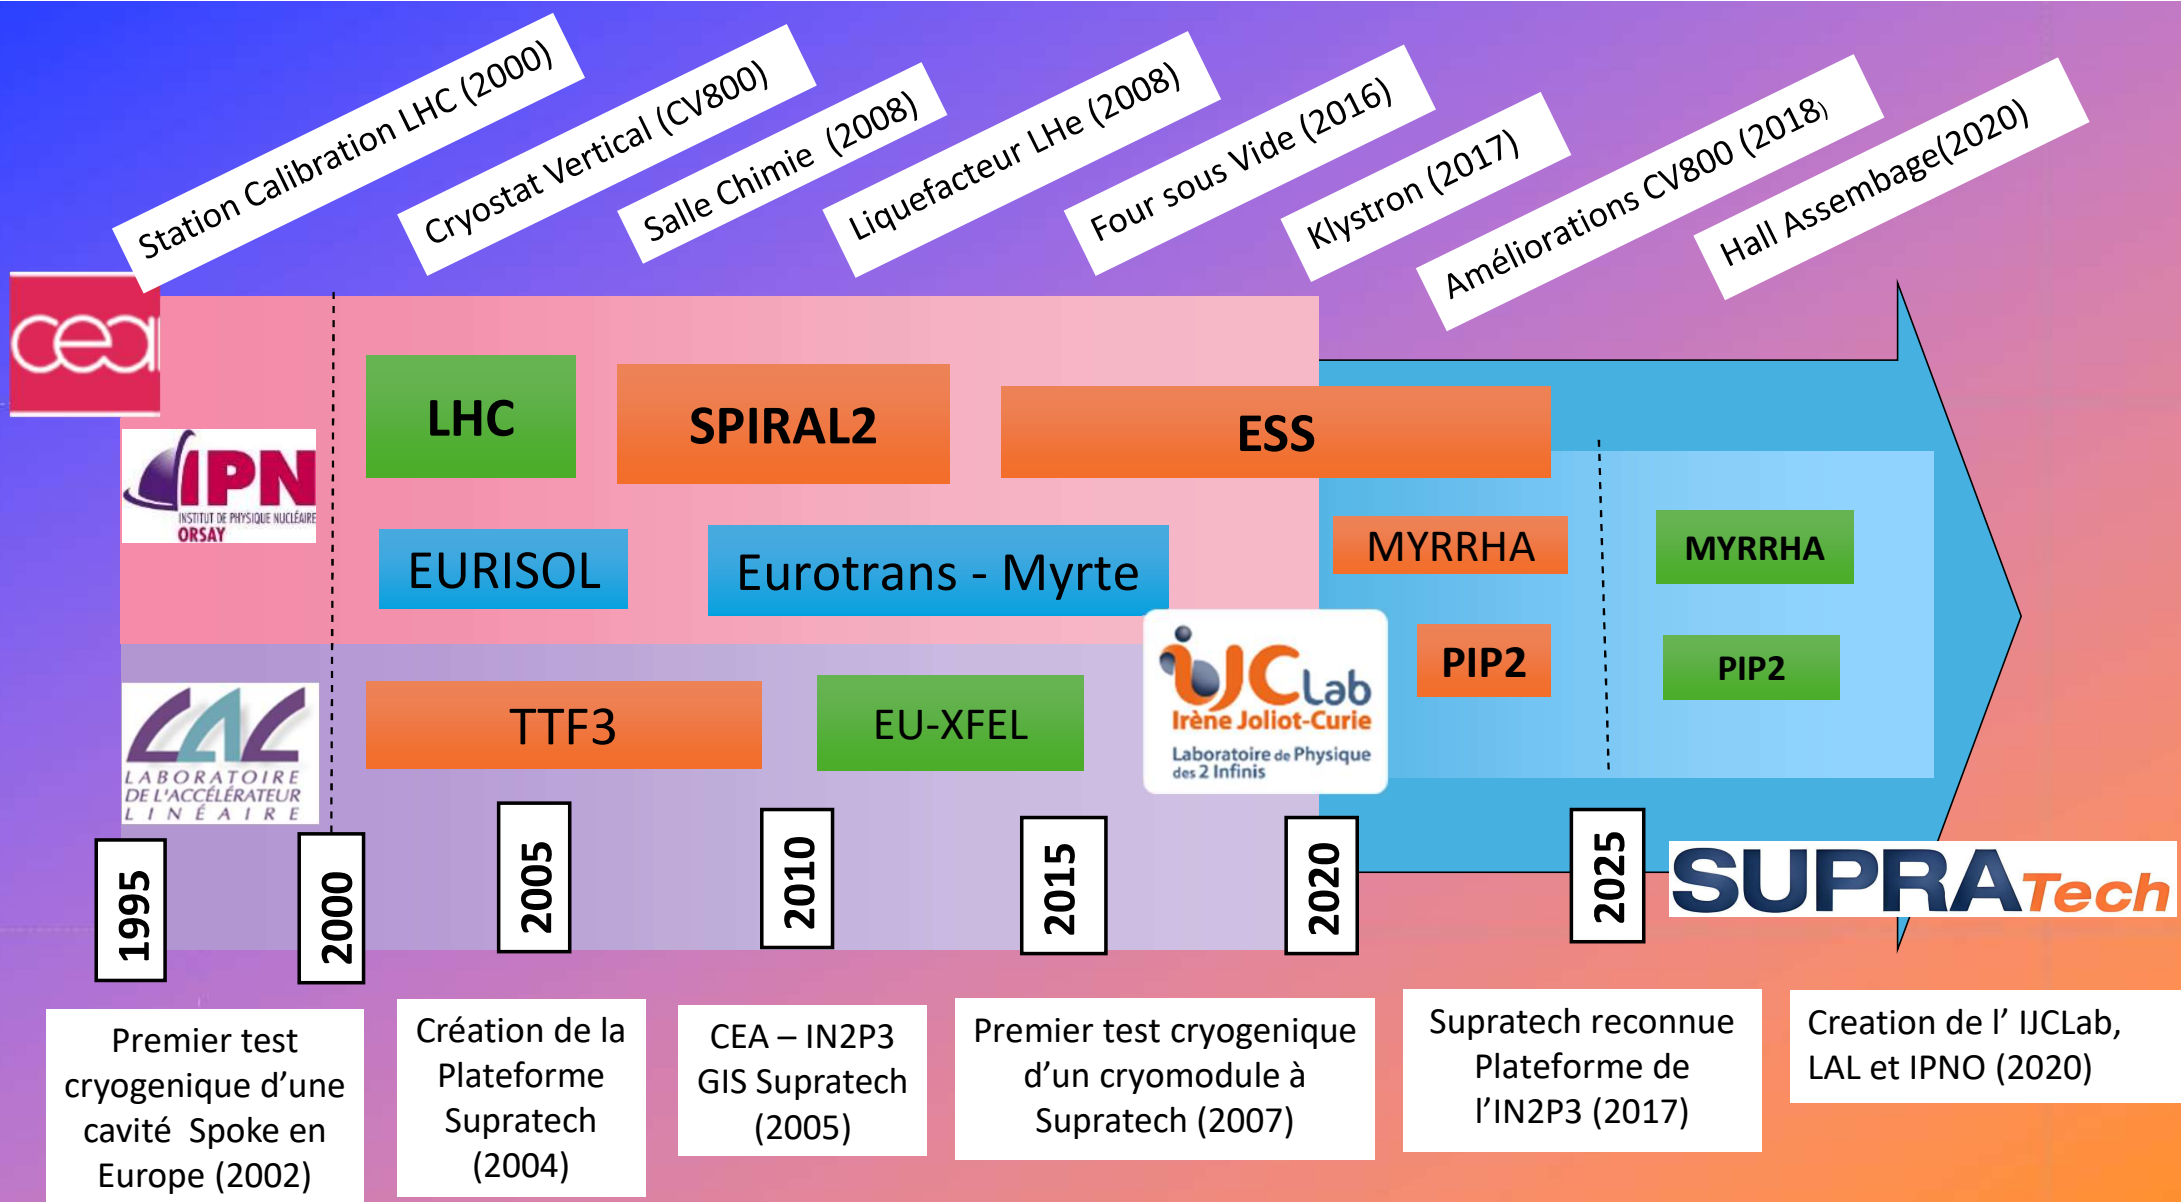 Station Calibration LHC (2000)
Cryostat Vertical (CV800)
Salle Chimie (2008)
Liquefacteur LHe (2008)
Four sous Vide (2016)
Klystron (2017)
Améliorations CV800 (2018)
Hall Assembage(2020)
cea
IPN
INSTITUT DE PHYSIQUE NUCLÉAIRE
ORSAY
LHC
SPIRAL2
ESS
EURISOL
Eurotrans - Myrte
MYRRHA
MYRRHA
PIP2
PIP2
LAL
LABORATOIRE
DE L'ACCÉLÉRATEUR
LINÉAIRE
TTF3
EU-XFEL
iJCLab
Irène Joliot-Curie
Laboratoire de Physique
des 2 Infinis
1995
2000
2005
2010
2015
2020
2025
SUPRATech
Premier test
cryogenique d’une
cavité Spoke en
Europe (2002)
Création de la
Plateforme
Supratech
(2004)
CEA – IN2P3
GIS Supratech
(2005)
Premier test cryogenique
d’un cryomodule à
Supratech (2007)
Supratech reconnue
Plateforme de
l’IN2P3 (2017)
Creation de l’ IJCLab,
LAL et IPNO (2020)